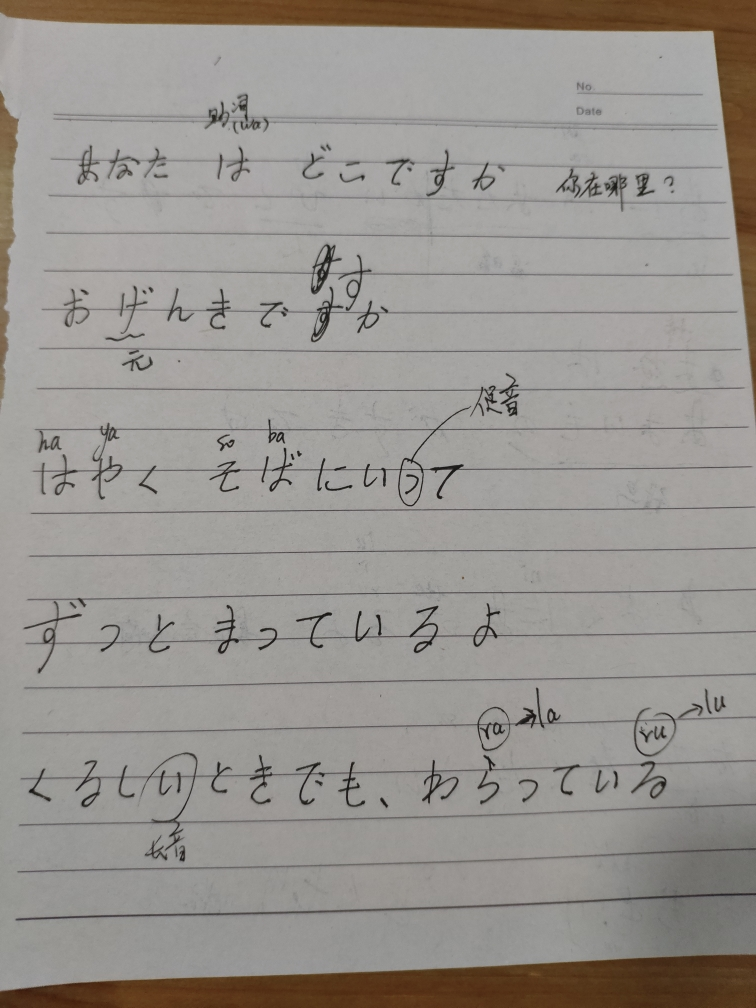 No.
Date
助词
(wa)
あなた は どこですか 你在哪里？
す
おげんきですか
元
促音
ha ya so ba
はやく そばにいって
ずっと まっているよ
ra→la ru→lu
くるしいときでも、わらっている
长音